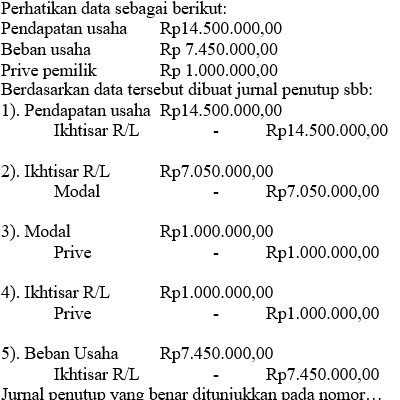 Perhatikan data sebagai berikut:
Pendapatan usaha Rp14.500.000,00
Beban usaha Rp 7.450.000,00
Prive pemilik Rp 1.000.000,00
Berdasarkan data tersebut dibuat jurnal penutup sbb:
1). Pendapatan usaha Rp14.500.000,00
Ikhtisar R/L - Rp14.500.000,00
2). Ikhtisar R/L Rp7.050.000,00
Modal - Rp7.050.000,00
3). Modal Rp1.000.000,00
Prive - Rp1.000.000,00
4). Ikhtisar R/L Rp1.000.000,00
Prive - Rp1.000.000,00
5). Beban Usaha Rp7.450.000,00
Ikhtisar R/L - Rp7.450.000,00
Jurnal penutup yang benar ditunjukkan pada nomor…